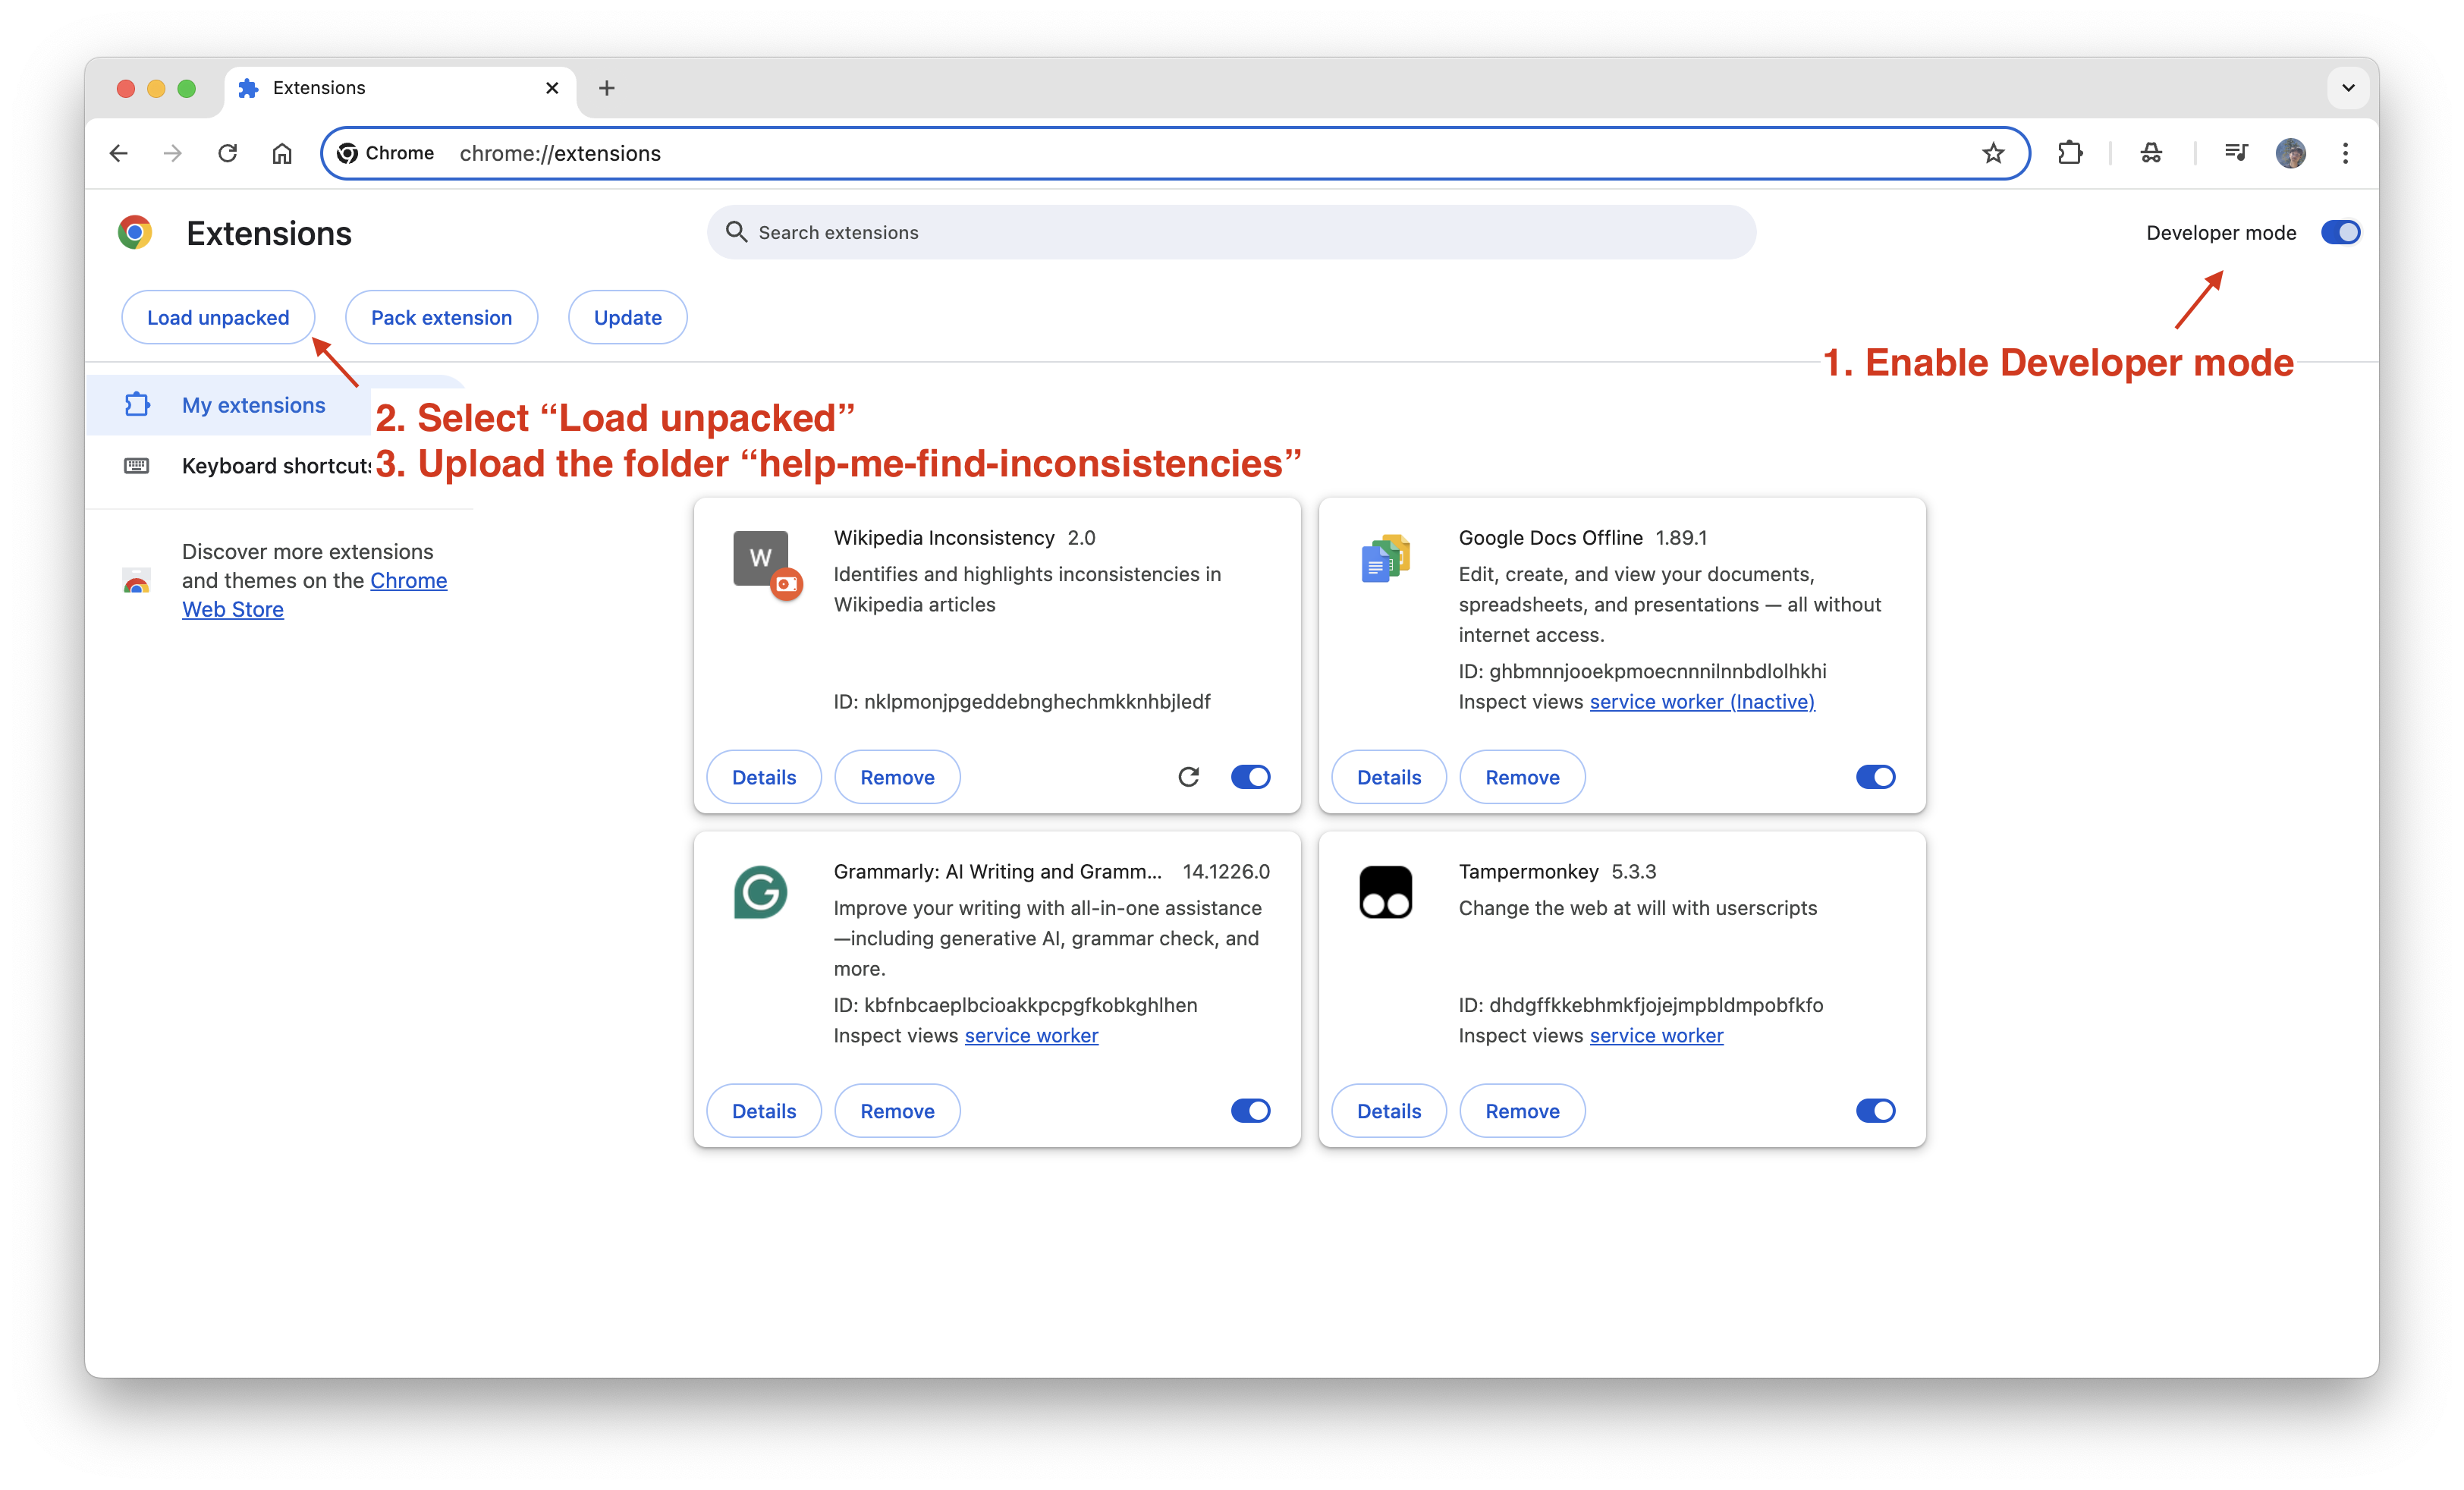 Extensions
Chrome chrome://extensions
Extensions
Search extensions
Developer mode
Load unpacked
Pack extension
Update
1. Enable Developer mode
My extensions
2. Select “Load unpacked”
Keyboard shortcuts
3. Upload the folder “help-me-find-inconsistencies”
Discover more extensions
and themes on the Chrome
Web Store
W
Wikipedia Inconsistency 2.0
Identifies and highlights inconsistencies in
Wikipedia articles
ID: nklpmonjpgeddebnghechmkknhbjledf
Details
Remove
Google Docs Offline 1.89.1
Edit, create, and view your documents,
spreadsheets, and presentations — all without
internet access.
ID: ghbmnnjooekpmoecnnnilnnbdlolhkhi
Inspect views service worker (Inactive)
Details
Remove
G
Grammarly: AI Writing and Gramm... 14.1226.0
Improve your writing with all-in-one assistance
—including generative AI, grammar check, and
more.
ID: kbfnbcaeplbcioakkpcpgfkobkghlhen
Inspect views service worker
Details
Remove
Tampermonkey 5.3.3
Change the web at will with userscripts
ID: dhdgffkkebhmkfjojejmpbldmpobfkfo
Inspect views service worker
Details
Remove